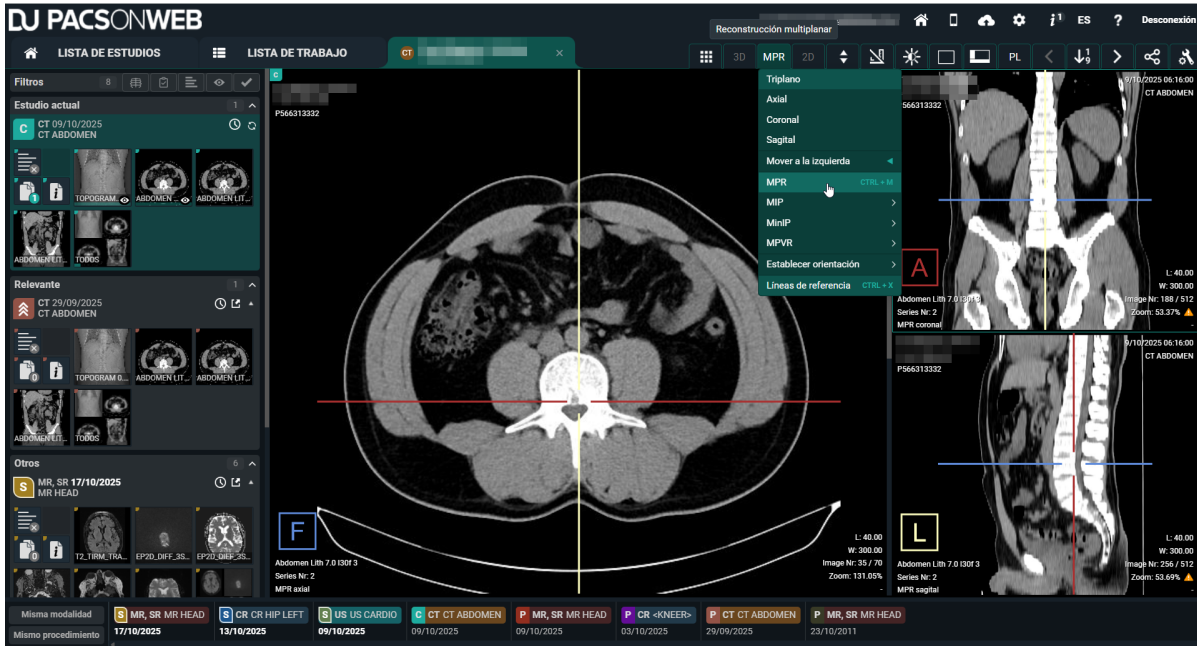 DJ PACSONWEB
ES ? Desconexión
Reconstrucción multiplanar
LISTA DE ESTUDIOS
LISTA DE TRABAJO
CT ×
3D MPR 2D PL
Filtros 8
Estudio actual 1
C CT 09/10/2025
CT ABDOMEN
1 i
TOPOGRAM.
ABDOMEN ...
ABDOMEN LIT...
ABDOMEN LIT...
TODOS
Relevante 1
CT 29/09/2025
CT ABDOMEN
0 i
TOPOGRAM 0...
ABDOMEN LIT...
ABDOMEN LIT...
ABDOMEN LIT...
TODOS
Otros 6
S MR, SR 17/10/2025
MR HEAD
0 i
T2_TIRM_TRA...
EP2D_DIFF_3S...
EP2D_DIFF_3S...
C
P566313332
F
Abdomen Lith 7.0 I30f 3
Series Nr: 2
MPR axial
L: 40.00
W: 300.00
Image Nr: 35 / 70
Zoom: 131.05%
Triplano
Axial
Coronal
Sagital
Mover a la izquierda
MPR CTRL + M
MIP
MinIP
MPVR
Establecer orientación
Líneas de referencia CTRL + X
9/10/2025 06:16:00
CT ABDOMEN
566313332
A
Abdomen Lith 7.0 I30f 3
Series Nr: 2
MPR coronal
L: 40.00
W: 300.00
Image Nr: 188 / 512
Zoom: 53.37%
9/10/2025 06:16:00
CT ABDOMEN
P566313332
L
Abdomen Lith 7.0 I30f 3
Series Nr: 2
MPR sagital
L: 40.00
W: 300.00
Image Nr: 256 / 512
Zoom: 53.69%
Misma modalidad
Mismo procedimiento
S MR, SR MR HEAD
17/10/2025
S CR CR HIP LEFT
13/10/2025
S US US CARDIO
09/10/2025
C CT CT ABDOMEN
09/10/2025
P MR, SR MR HEAD
09/10/2025
P CR <KNEER>
03/10/2025
P CT CT ABDOMEN
29/09/2025
P MR, SR MR HEAD
23/10/2011